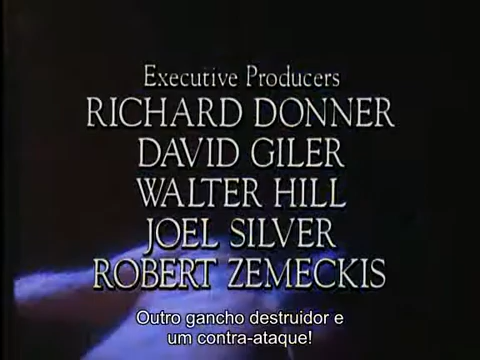 Executive Producers
RICHARD DONNER
DAVID GILER
WALTER HILL
JOEL SILVER
ROBERT ZEMECKIS
Outro gancho destruidor e
um contra-ataque!